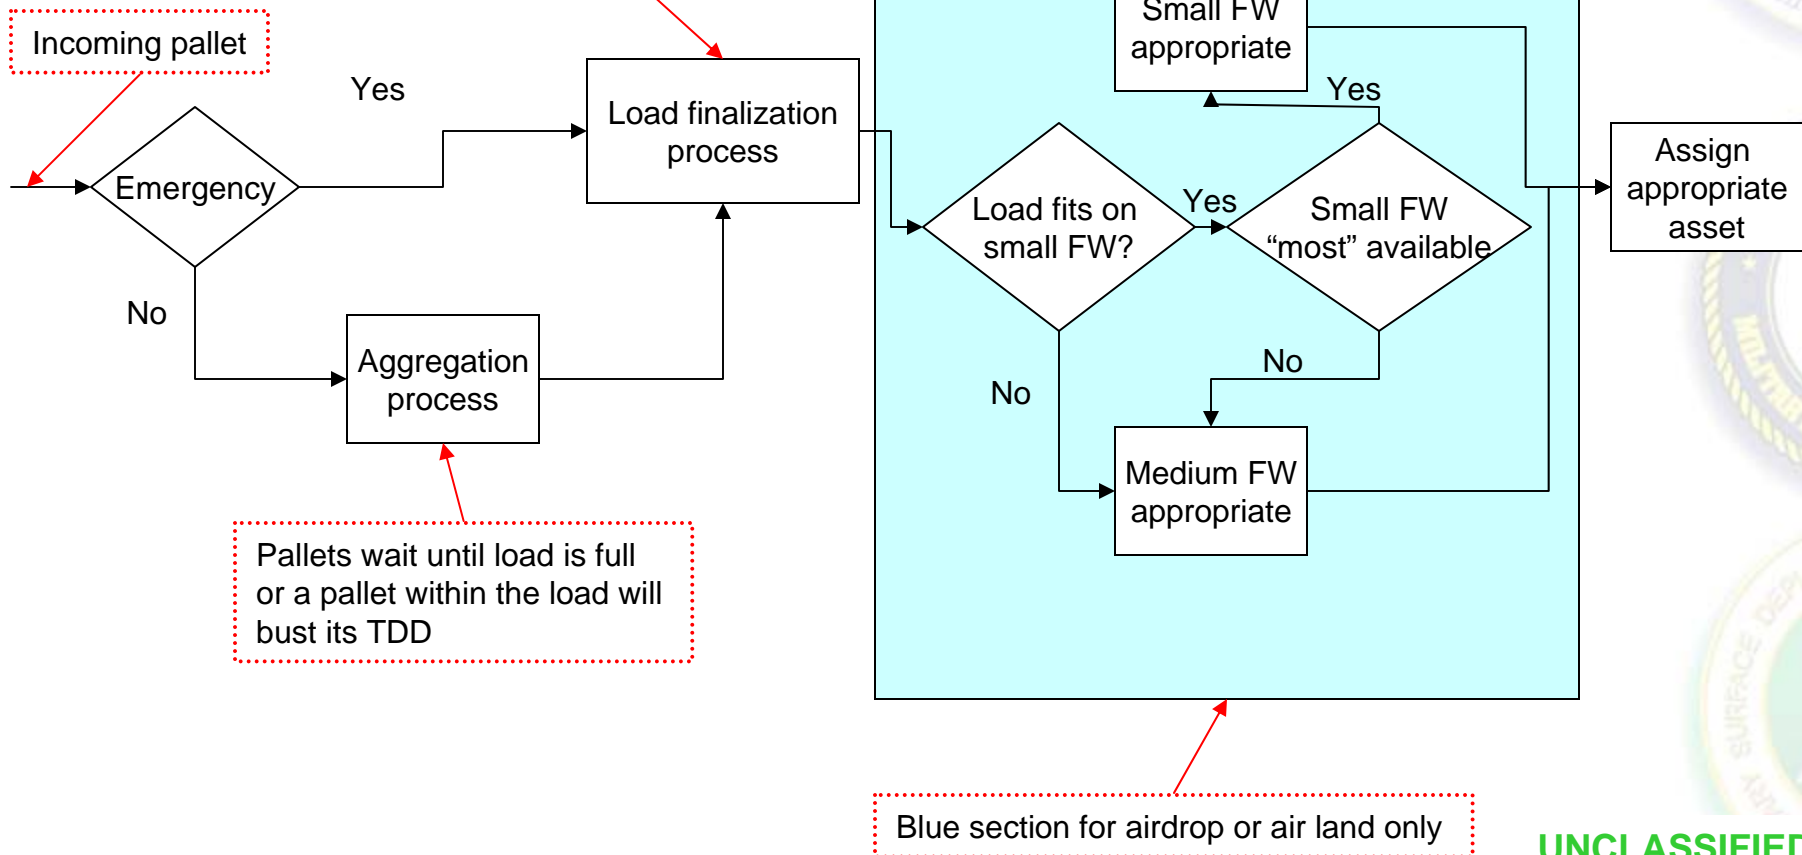 Small FW
appropriate
Incoming pallet
Yes
Load finalization
process
Yes
Emergency
Load fits on
small FW?
Yes
Small FW
“most” available
Assign
appropriate
asset
No
Aggregation
process
No
No
Medium FW
appropriate
Pallets wait until load is full
or a pallet within the load will
bust its TDD
Blue section for airdrop or air land only
UNCLASSIFIED
SURFACE